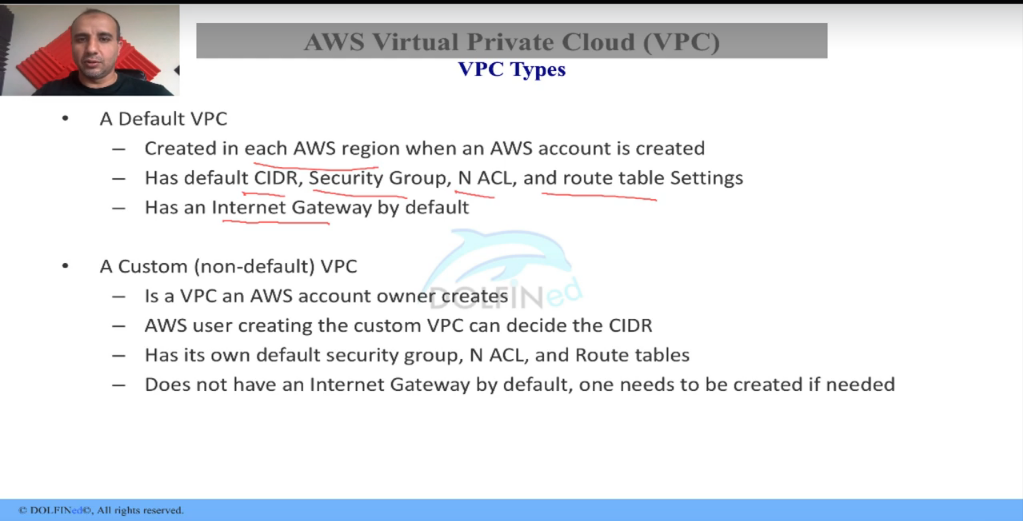 AWS Virtual Private Cloud (VPC)
VPC Types
• A Default VPC
– Created in each AWS region when an AWS account is created
– Has default CIDR, Security Group, N ACL, and route table Settings
– Has an Internet Gateway by default
• A Custom (non-default) VPC
– Is a VPC an AWS account owner creates
– AWS user creating the custom VPC can decide the CIDR
– Has its own default security group, N ACL, and Route tables
– Does not have an Internet Gateway by default, one needs to be created if needed
DOLFINed
© DOLFINed©, All rights reserved.